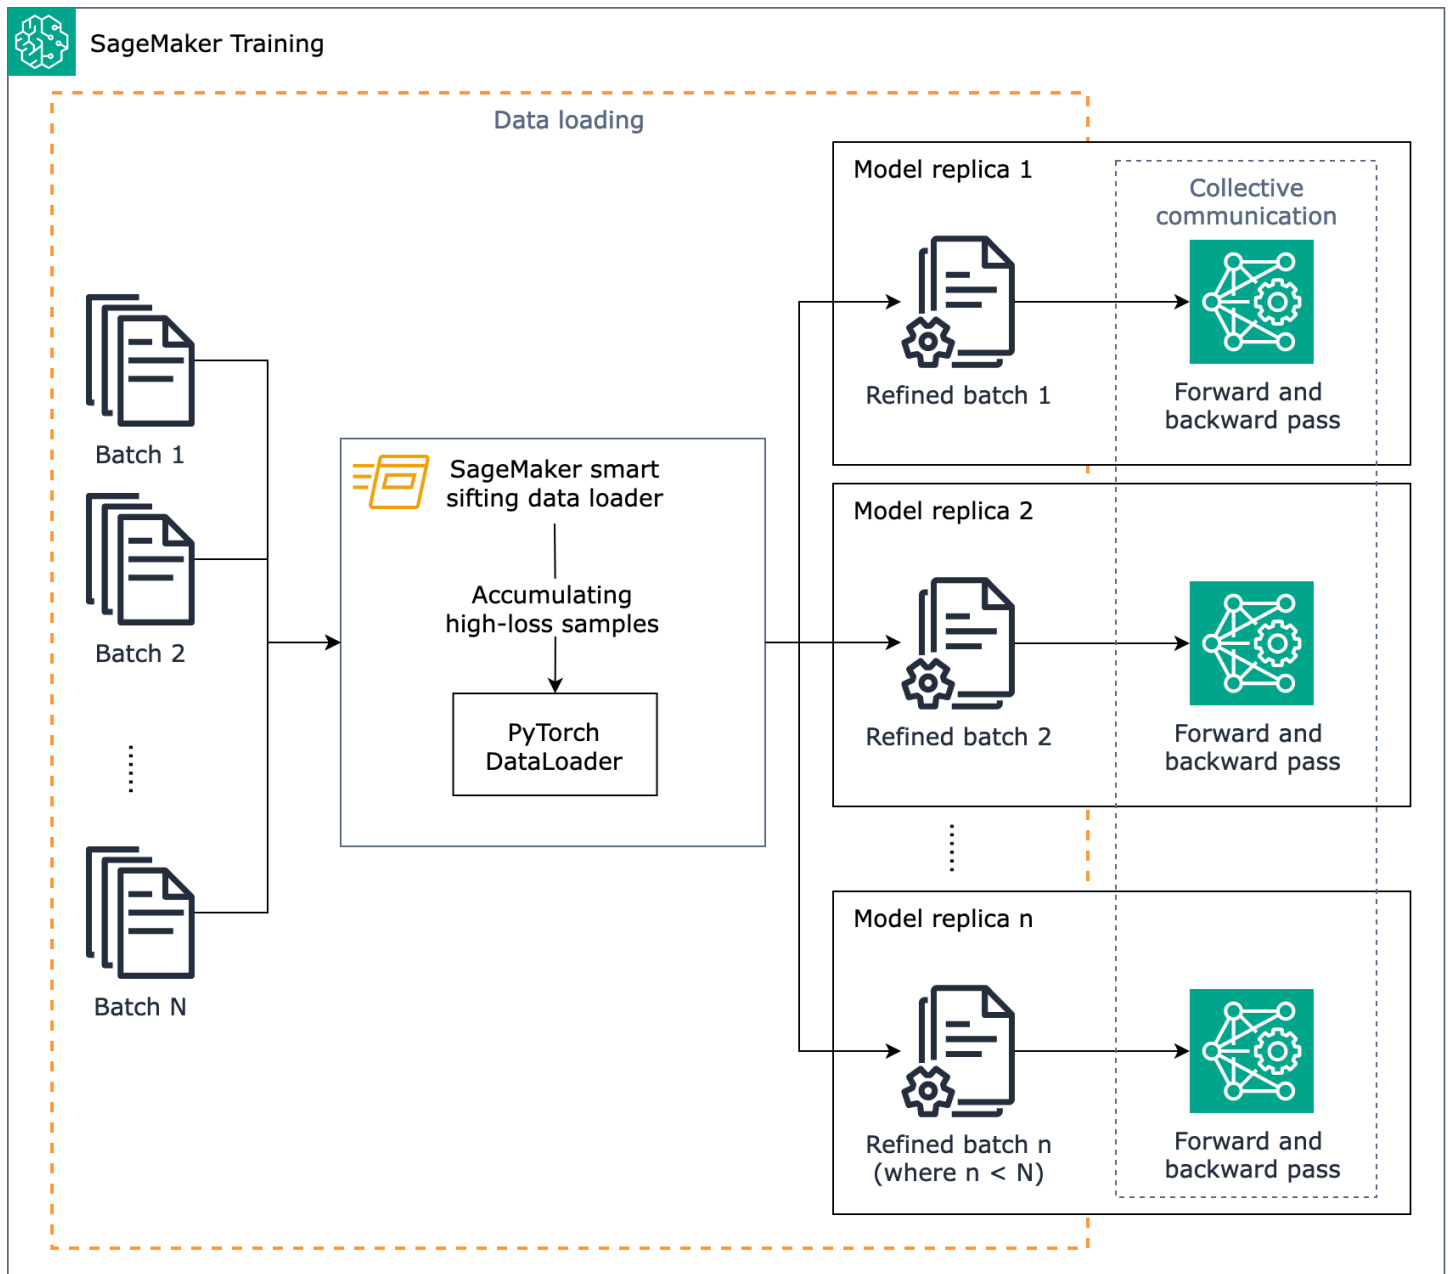 SageMaker Training
Data loading
Batch 1
Batch 2
Batch N
SageMaker smart
sifting data loader
Accumulating
high-loss samples
PyTorch
DataLoader
Model replica 1
Collective
communication
Refined batch 1
Forward and
backward pass
Model replica 2
Refined batch 2
Forward and
backward pass
Model replica n
Refined batch n
(where n < N)
Forward and
backward pass